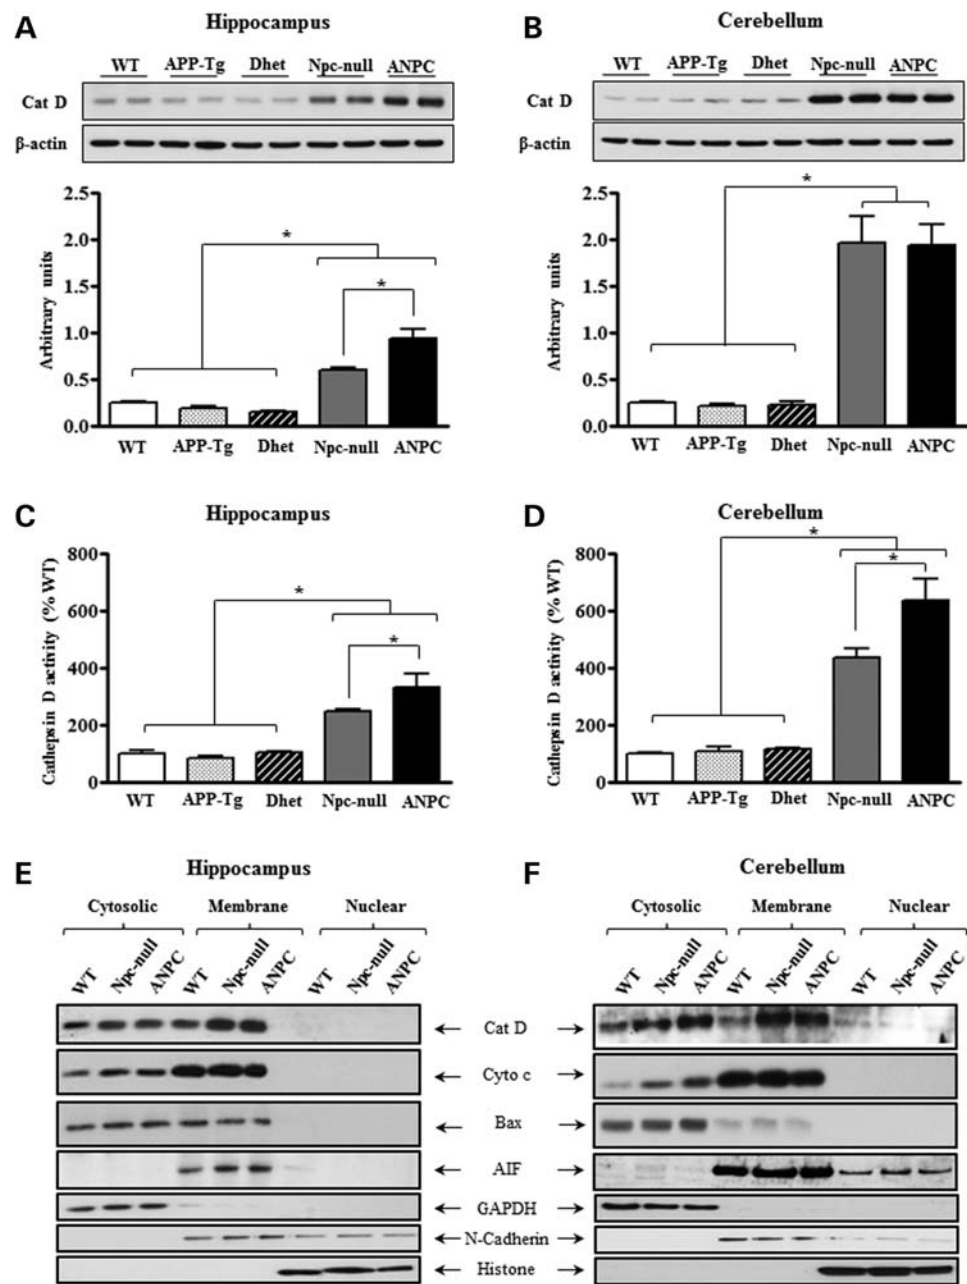 A
Hippocampus
WT APP-Tg Dhet Npc-null ANPC
Cat D
β-actin
2.5
2.0
1.5
1.0
0.5
0.0
Arbitrary units
*
*
WT APP-Tg Dhet Npc-null ANPC
B
Cerebellum
WT APP-Tg Dhet Npc-null ANPC
Cat D
β-actin
2.5
2.0
1.5
1.0
0.5
0.0
Arbitrary units
*
WT APP-Tg Dhet Npc-null ANPC
C
Hippocampus
800
600
400
200
0
Cathepsin D activity (% WT)
*
*
WT APP-Tg Dhet Npc-null ANPC
D
Cerebellum
800
600
400
200
0
Cathepsin D activity (% WT)
*
*
WT APP-Tg Dhet Npc-null ANPC
E
Hippocampus
Cytosolic Membrane Nuclear
WT Npc-null ANPC WT Npc-null ANPC WT Npc-null ANPC
F
Cerebellum
Cytosolic Membrane Nuclear
WT Npc-null ANPC WT Npc-null ANPC WT Npc-null ANPC
← Cat D →
← Cyto c →
← Bax →
← AIF →
← GAPDH →
← N-Cadherin →
← Histone →